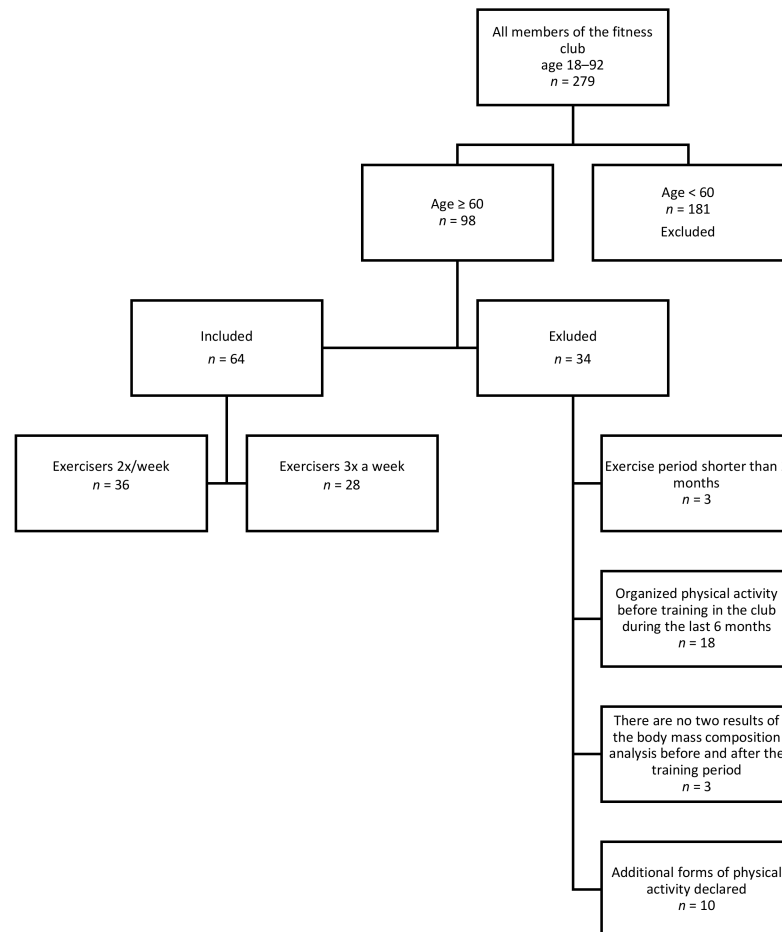 All members of the fitness
club
age 18–92
n = 279
Age ≥ 60
n = 98
Age < 60
n = 181
Excluded
Included
n = 64
Exluded
n = 34
Exercisers 2x/week
n = 36
Exercisers 3x a week
n = 28
Exercise period shorter than
months
n = 3
Organized physical activity
before training in the club
during the last 6 months
n = 18
There are no two results of
the body mass composition
analysis before and after the
training period
n = 3
Additional forms of physical
activity declared
n = 10